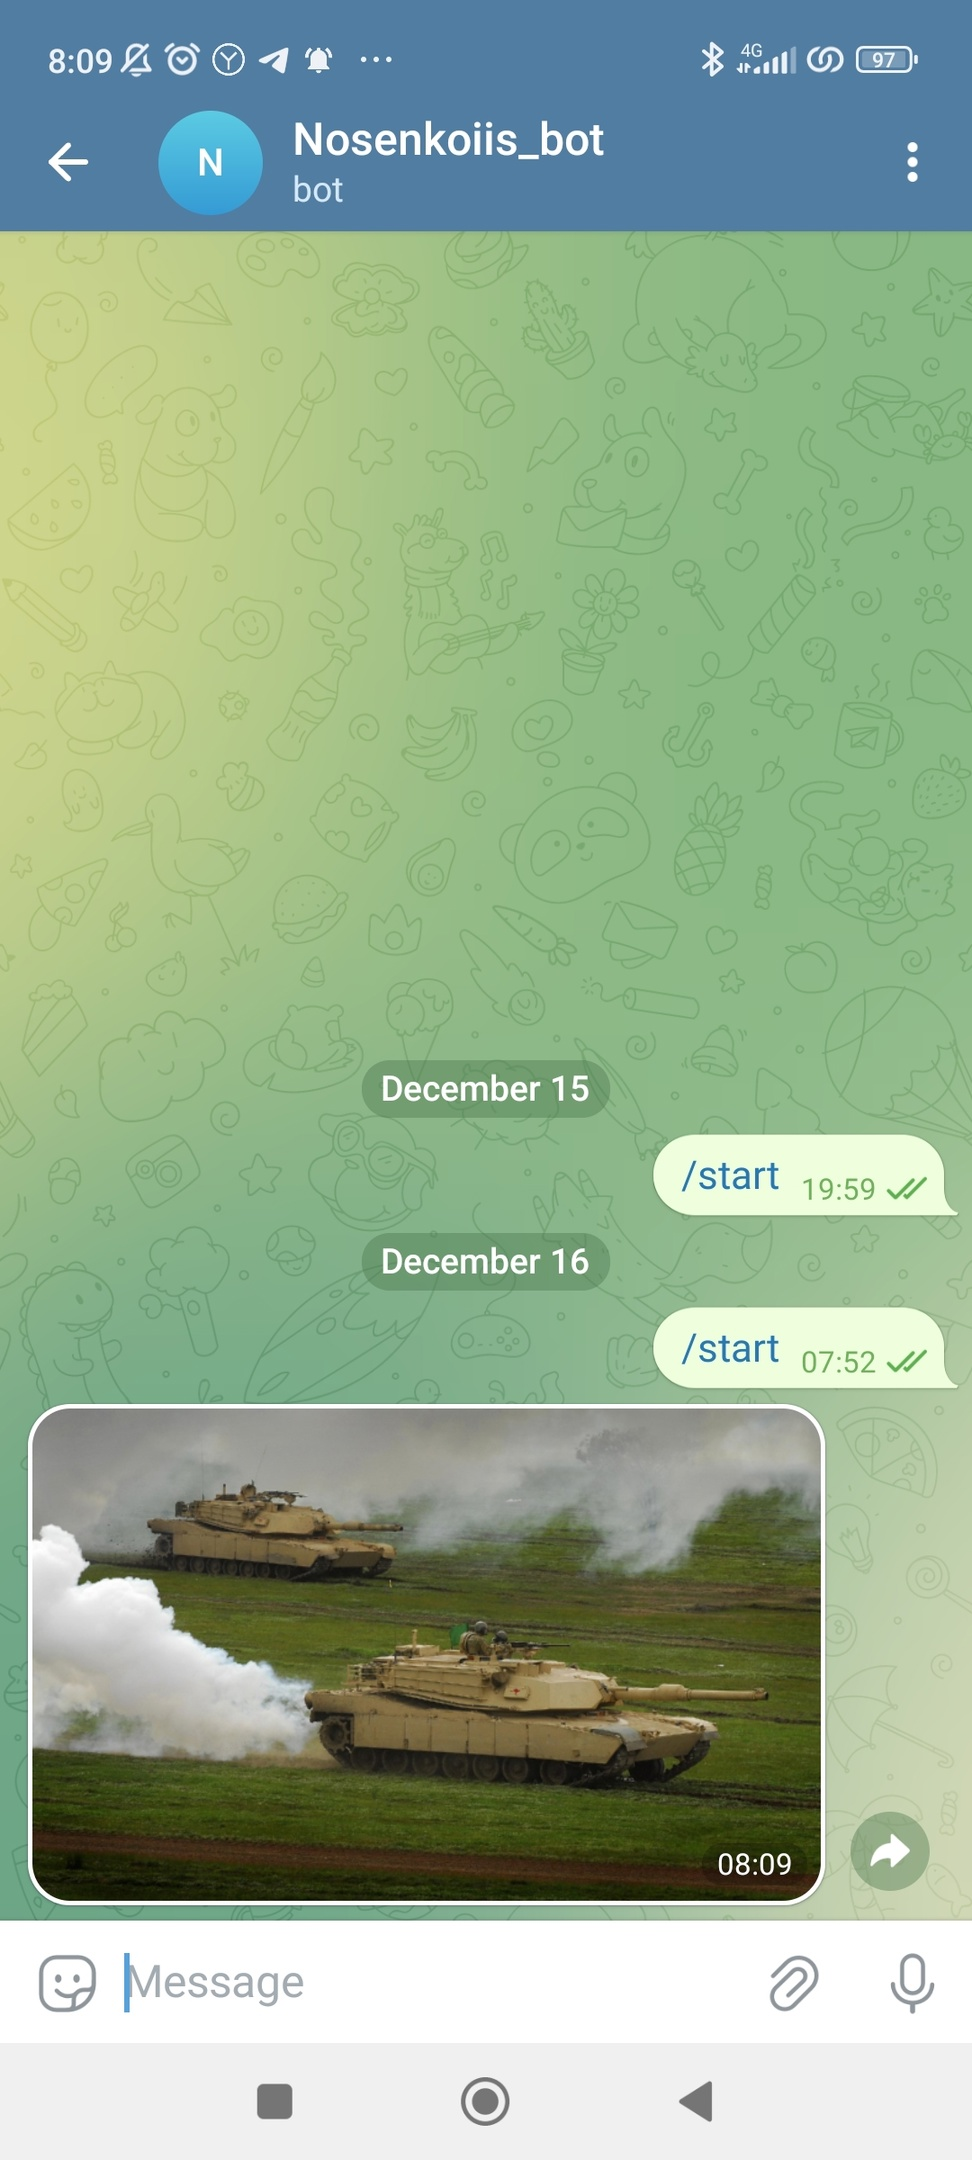 8:09
4G
97
N
Nosenkoiis_bot
bot
December 15
/start 19:59
December 16
/start 07:52
08:09
Message